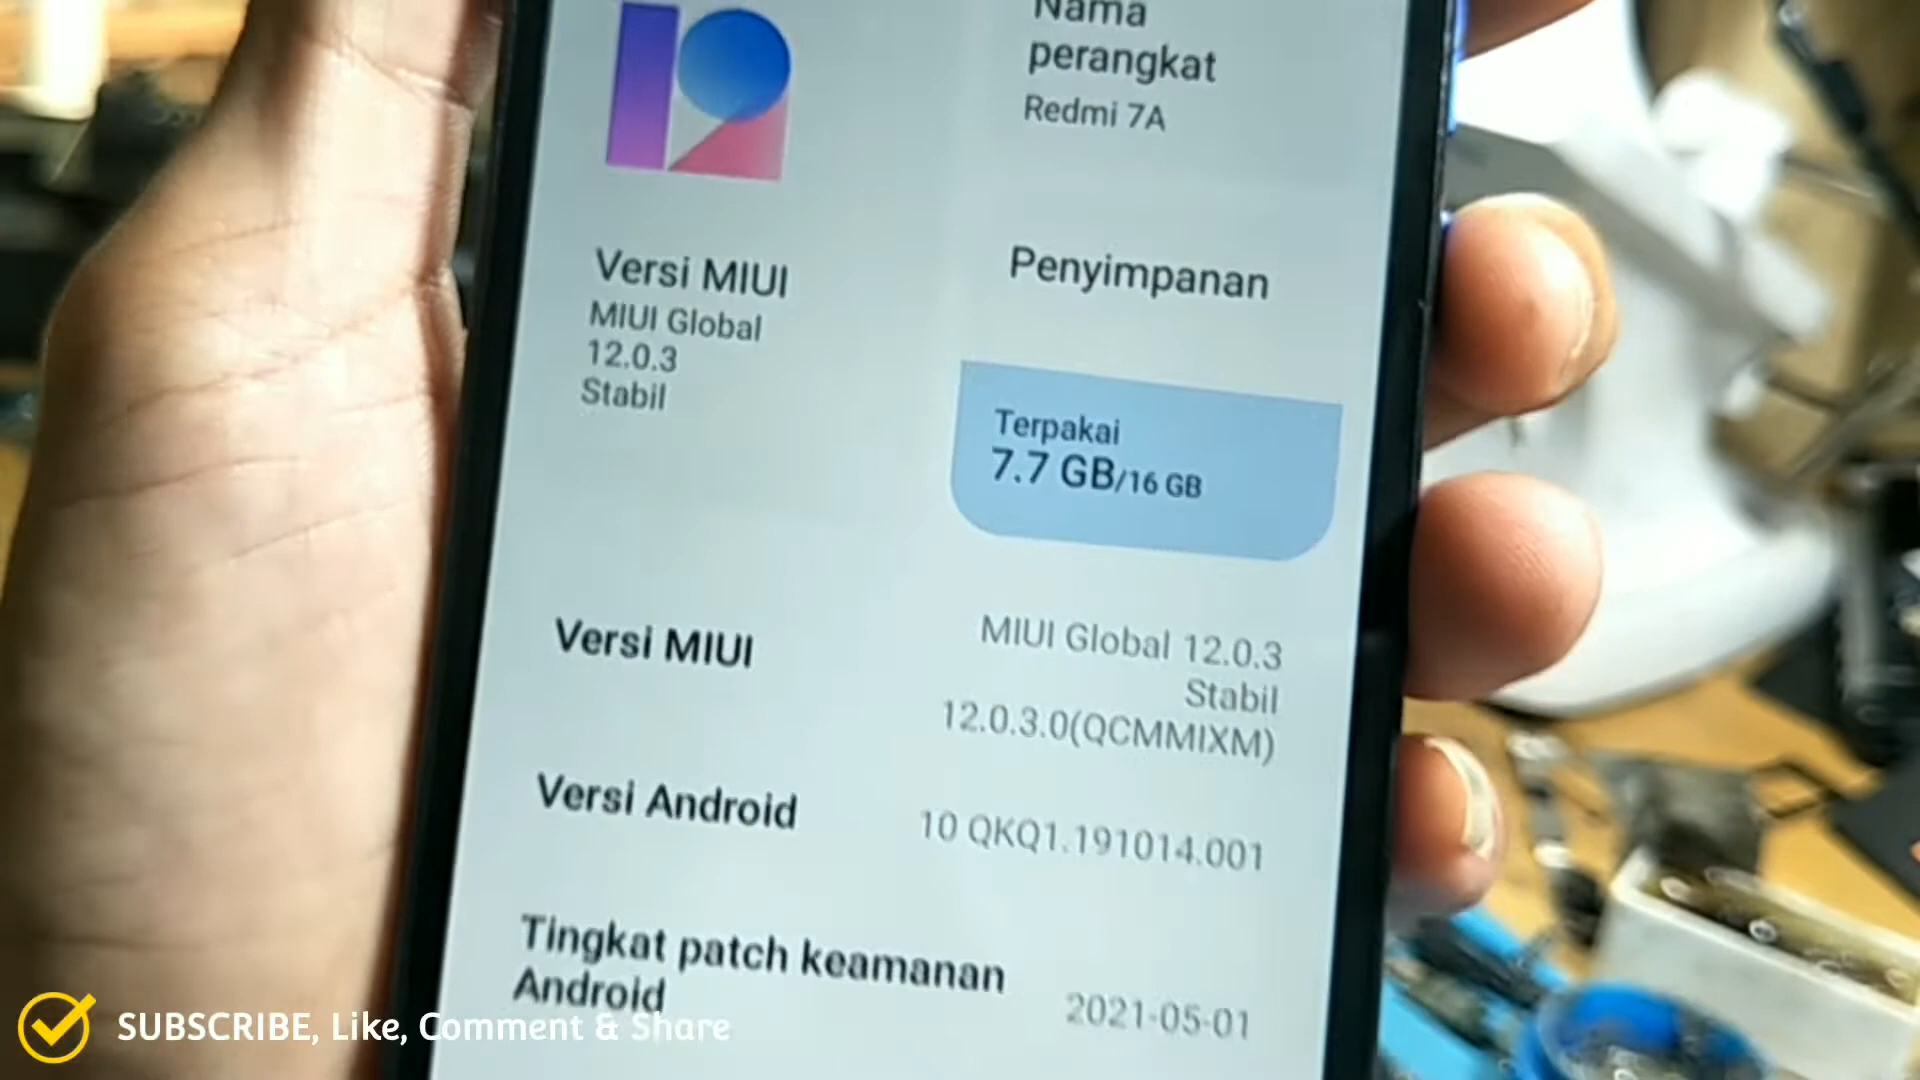 Nama
perangkat
Redmi 7A
Versi MIUI
MIUI Global
12.0.3
Stabil
Penyimpanan
Terpakai
7.7 GB/16 GB
Versi MIUI
MIUI Global 12.0.3
Stabil
12.0.3.0(QCMMIXM)
Versi Android
10 QKQ1.191014.001
Tingkat patch keamanan
Android
2021-05-01
SUBSCRIBE, Like, Comment & Share